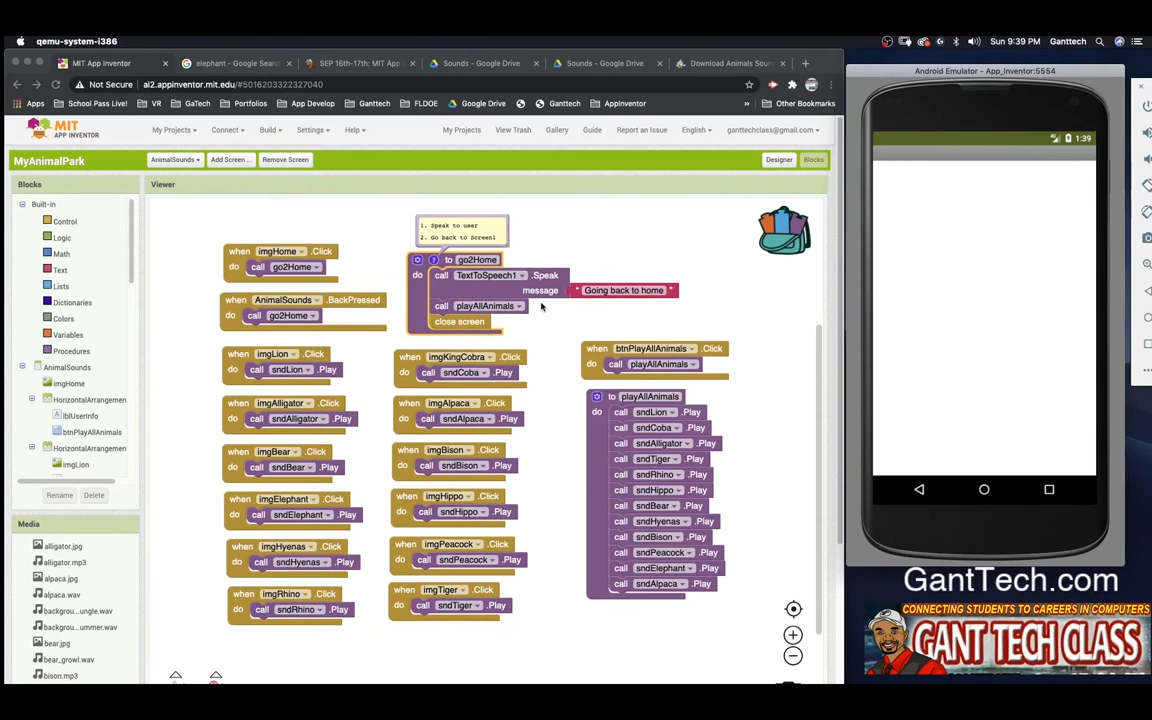 qemu-system-i386
Sun 9:39 PM Ganttech
MIT App Inventor
elephant - Google Sear
SEP 16th-17th: MIT Ap
Sounds - Google Drive
Sounds - Google Drive
Download Animals Soun
Not Secure | ai2.appinventor.mit.edu/#5016203322327040
Apps School Pass Live! VR GaTech Portfolios App Develop Ganttech FLDOE Google Drive Ganttech AppInventor » Other Bookmarks
Android Emulator - App_Inventor:5554
MIT
APP INVENTOR
My Projects Connect Build Settings Help My Projects View Trash Gallery Guide Report an Issue English ganttechclass@gmail.com
MyAnimalPark
AnimalSounds Add Screen ... Remove Screen Designer Blocks
Blocks
Built-in
Control
Logic
Math
Text
Lists
Dictionaries
Colors
Variables
Procedures
AnimalSounds
imgHome
HorizontalArrangemen
lblUserInfo
btnPlayAllAnimals
HorizontalArrangemen
imgLion
Rename Delete
Media
alligator.jpg
alligator.mp3
alpaca.jpg
alpaca.wav
backgrou...ungle.wav
backgrou...ummer.wav
bear.jpg
bear_growl.wav
bison.mp3
Viewer
1. Speak to user
2. Go back to Screen1
when imgHome .Click
do call go2Home
when AnimalSounds .BackPressed
do call go2Home
? to go2Home
do call TextToSpeech1 .Speak
message " Going back to home "
call playAllAnimals
close screen
when imgLion .Click
do call sndLion .Play
when imgAlligator .Click
do call sndAlligator .Play
when imgBear .Click
do call sndBear .Play
when imgElephant .Click
do call sndElephant .Play
when imgHyenas .Click
do call sndHyenas .Play
when imgRhino .Click
do call sndRhino .Play
when imgKingCobra .Click
do call sndCoba .Play
when imgAlpaca .Click
do call sndAlpaca .Play
when imgBison .Click
do call sndBison .Play
when imgHippo .Click
do call sndHippo .Play
when imgPeacock .Click
do call sndPeacock .Play
when imgTiger .Click
do call sndTiger .Play
when btnPlayAllAnimals .Click
do call playAllAnimals
to playAllAnimals
do call sndLion .Play
call sndCoba .Play
call sndAlligator .Play
call sndTiger .Play
call sndRhino .Play
call sndHippo .Play
call sndBear .Play
call sndHyenas .Play
call sndBison .Play
call sndPeacock .Play
call sndElephant .Play
call sndAlpaca .Play
1:39
GantTech.com
CONNECTING STUDENTS TO CAREERS IN COMPUTERS
GANT TECH CLASS